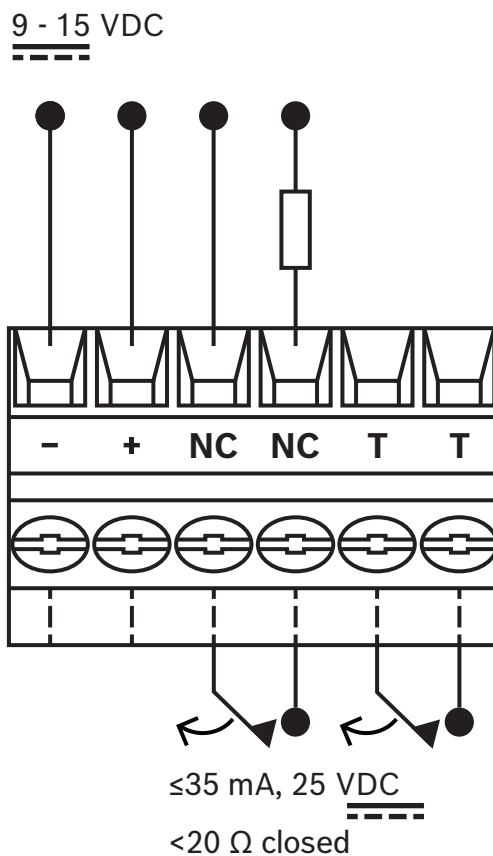 9 - 15 VDC
- + NC NC T T
≤35 mA, 25 VDC
<20 Ω closed